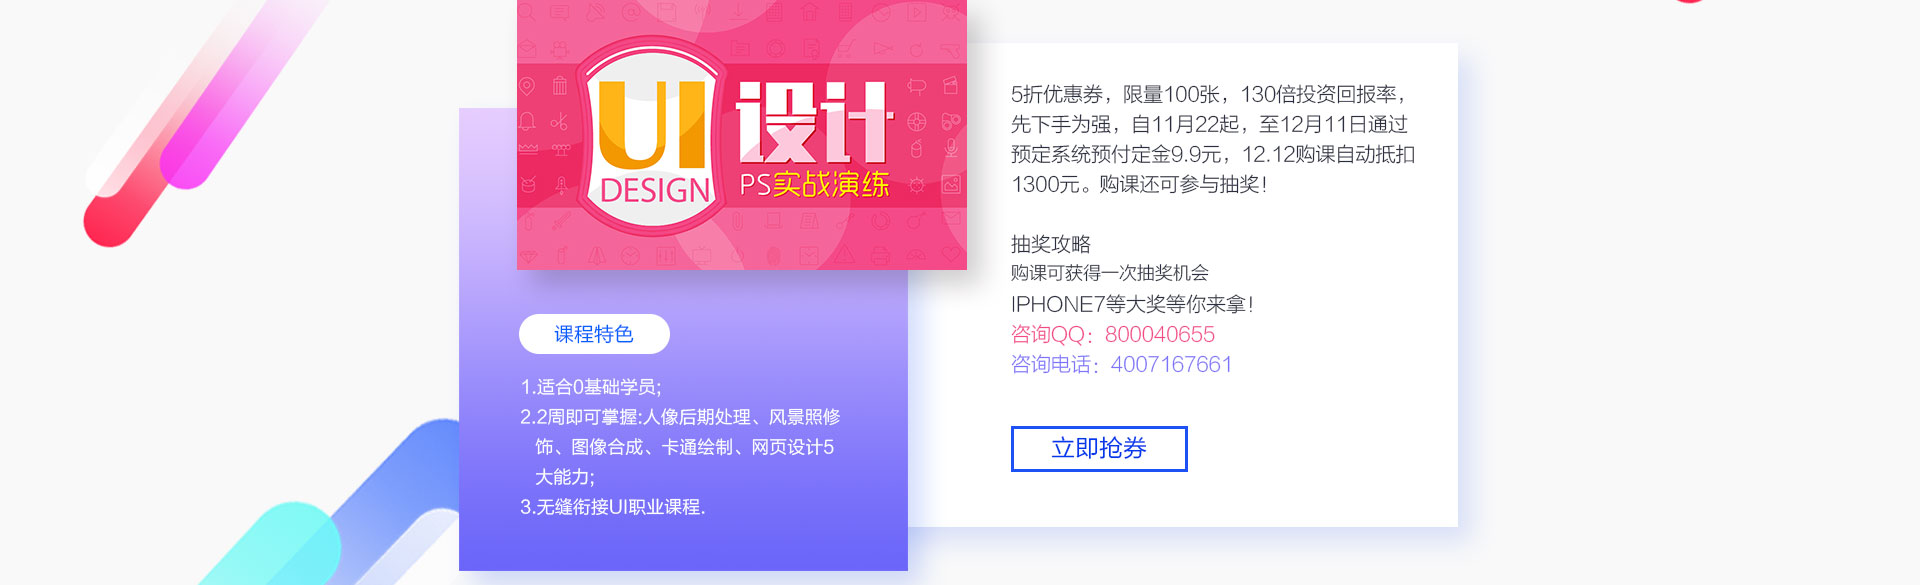 UI
DESIGN
设计
PS实战演练
课程特色
1.适合0基础学员;
2.2周即可掌握:人像后期处理、风景照修
饰、图像合成、卡通绘制、网页设计5
大能力;
3.无缝衔接UI职业课程.
5折优惠券，限量100张，130倍投资回报率，
先下手为强，自11月22起，至12月11日通过
预定系统预付定金9.9元，12.12购课自动抵扣
1300元。购课还可参与抽奖！
抽奖攻略
购课可获得一次抽奖机会
IPHONE7等大奖等你来拿！
咨询QQ：800040655
咨询电话：4007167661
立即抢券